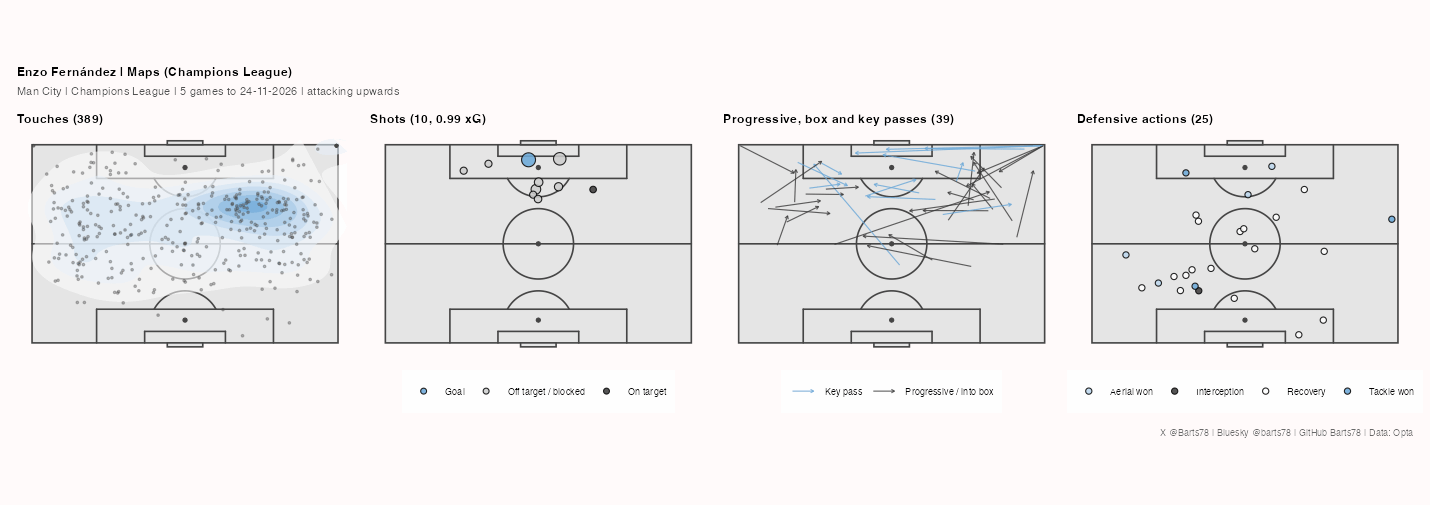 Enzo Fernández | Maps (Champions League)
Man City | Champions League | 5 games to 24-11-2026 | attacking upwards
Touches (389)
Shots (10, 0.99 xG)
Progressive, box and key passes (39)
Defensive actions (25)
Goal
Off target / blocked
On target
Key pass
Progressive / into box
Aerial won
Interception
Recovery
Tackle won
X @Barts78 | Bluesky @barts78 | GitHub Barts78 | Data: Opta